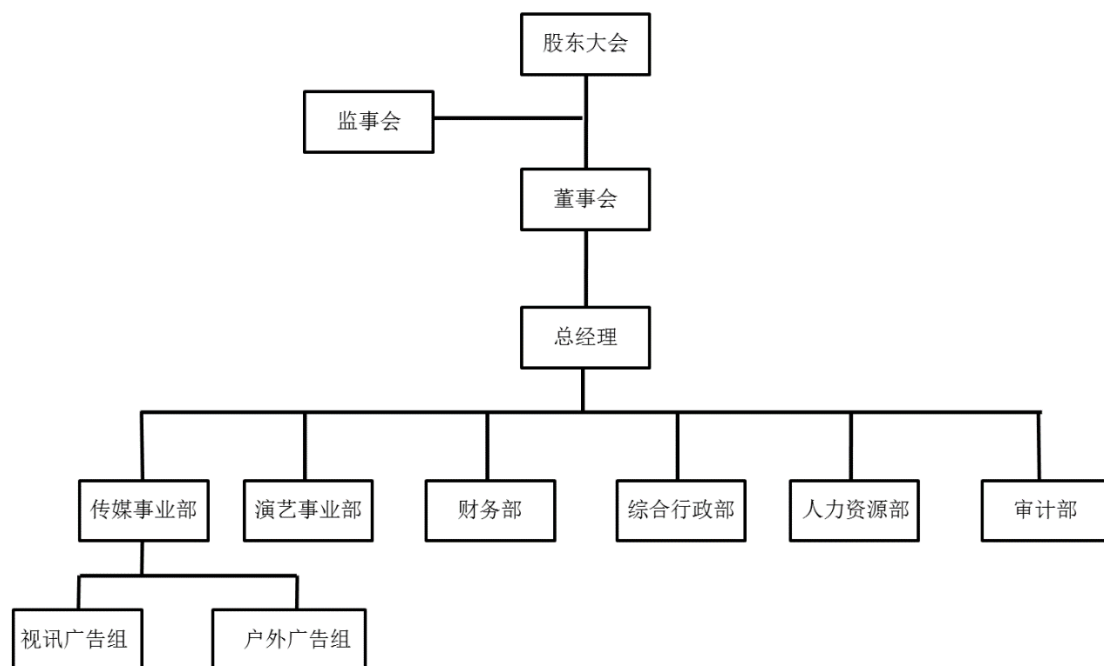 股东大会
监事会
董事会
总经理
传媒事业部
演艺事业部
财务部
综合行政部
人力资源部
审计部
视讯广告组
户外广告组